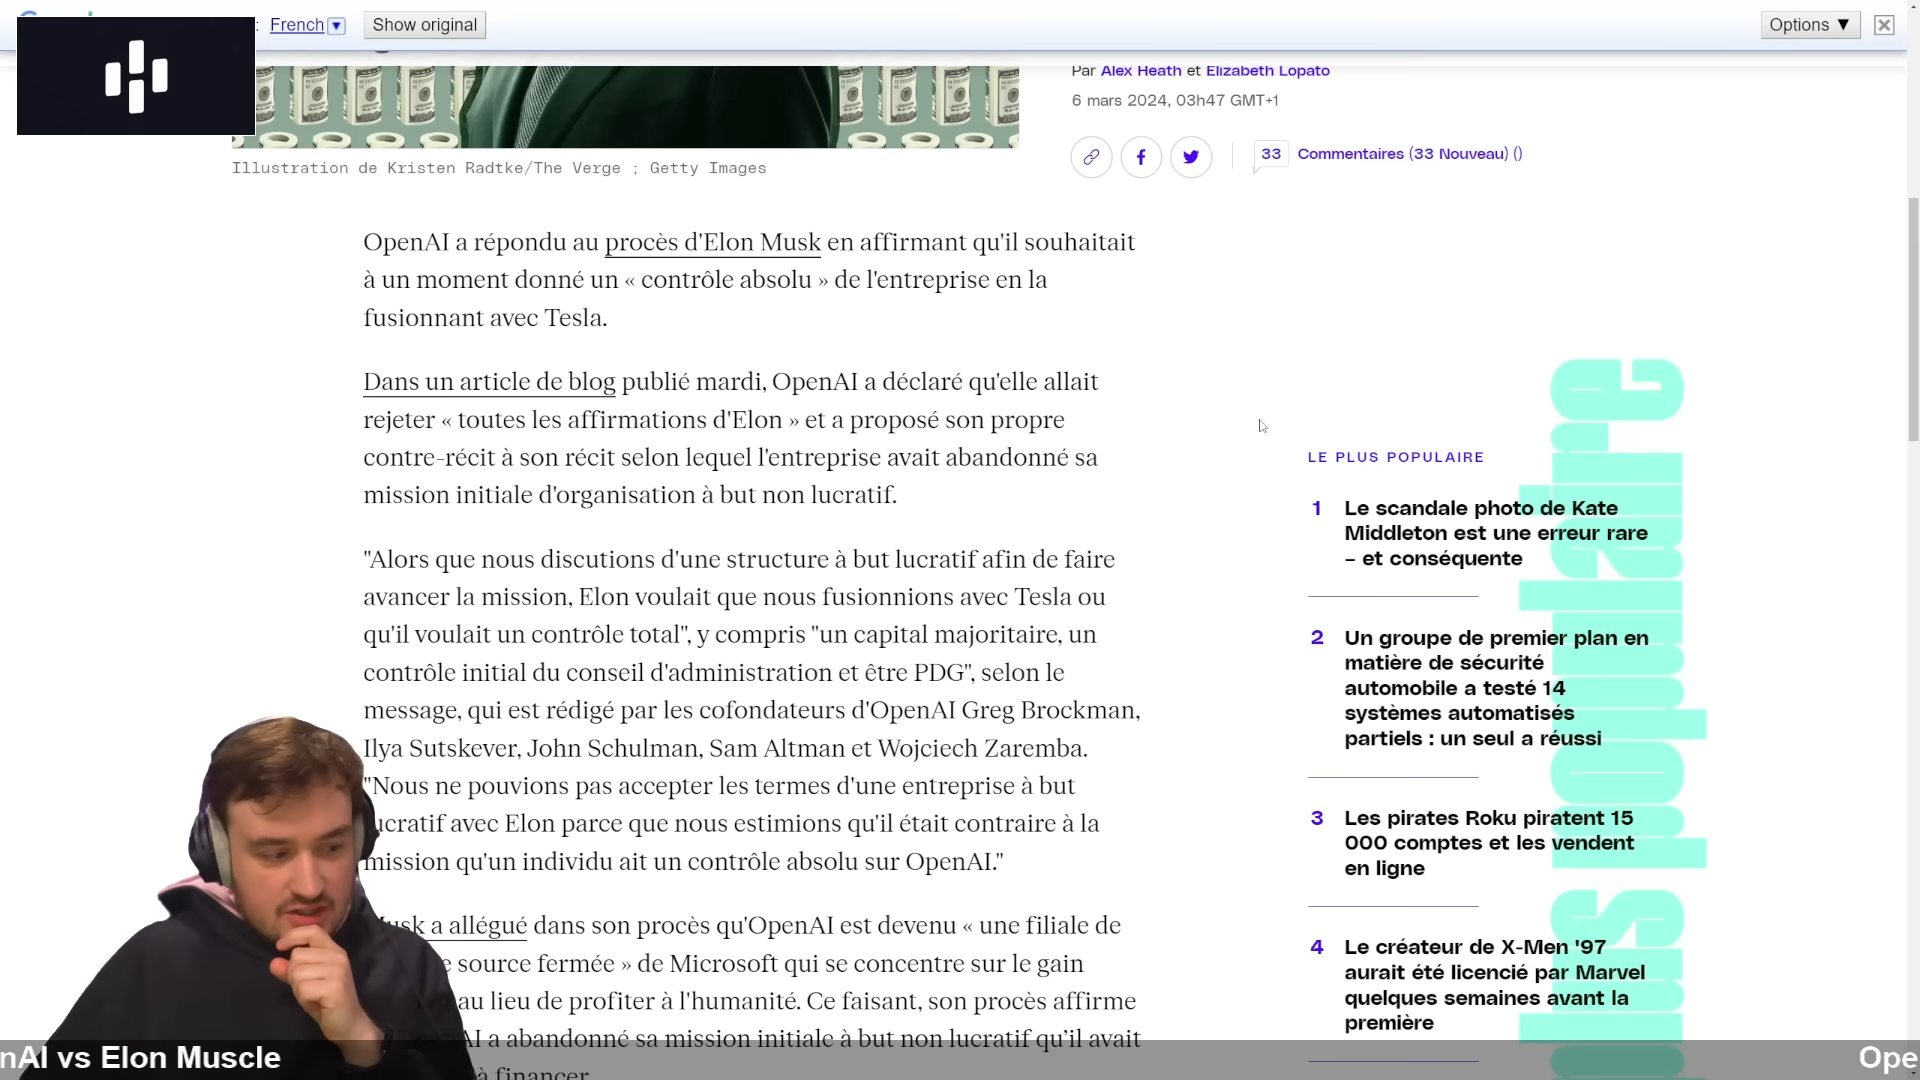 : French ▼
Show original
Options ▼
Par Alex Heath et Elizabeth Lopato
6 mars 2024, 03h47 GMT+1
33 Commentaires (33 Nouveau) ()
Illustration de Kristen Radtke/The Verge ; Getty Images
OpenAI a répondu au procès d'Elon Musk en affirmant qu'il souhaitait
à un moment donné un « contrôle absolu » de l'entreprise en la
fusionnant avec Tesla.
Dans un article de blog publié mardi, OpenAI a déclaré qu'elle allait
rejeter « toutes les affirmations d'Elon » et a proposé son propre
contre-récit à son récit selon lequel l'entreprise avait abandonné sa
mission initiale d'organisation à but non lucratif.
"Alors que nous discutions d'une structure à but lucratif afin de faire
avancer la mission, Elon voulait que nous fusionnions avec Tesla ou
qu'il voulait un contrôle total", y compris "un capital majoritaire, un
contrôle initial du conseil d'administration et être PDG", selon le
message, qui est rédigé par les cofondateurs d'OpenAI Greg Brockman,
Ilya Sutskever, John Schulman, Sam Altman et Wojciech Zaremba.
"Nous ne pouvions pas accepter les termes d'une entreprise à but
ucratif avec Elon parce que nous estimions qu'il était contraire à la
mission qu'un individu ait un contrôle absolu sur OpenAI."
usk a allégué dans son procès qu'OpenAI est devenu « une filiale de
source fermée » de Microsoft qui se concentre sur le gain
au lieu de profiter à l'humanité. Ce faisant, son procès affirme
AI a abandonné sa mission initiale à but non lucratif qu'il avait
à financer.
LE PLUS POPULAIRE
1 Le scandale photo de Kate
Middleton est une erreur rare
– et conséquente
2 Un groupe de premier plan en
matière de sécurité
automobile a testé 14
systèmes automatisés
partiels : un seul a réussi
3 Les pirates Roku piratent 15
000 comptes et les vendent
en ligne
4 Le créateur de X-Men '97
aurait été licencié par Marvel
quelques semaines avant la
première
lus populaire
nAI vs Elon Muscle
Ope